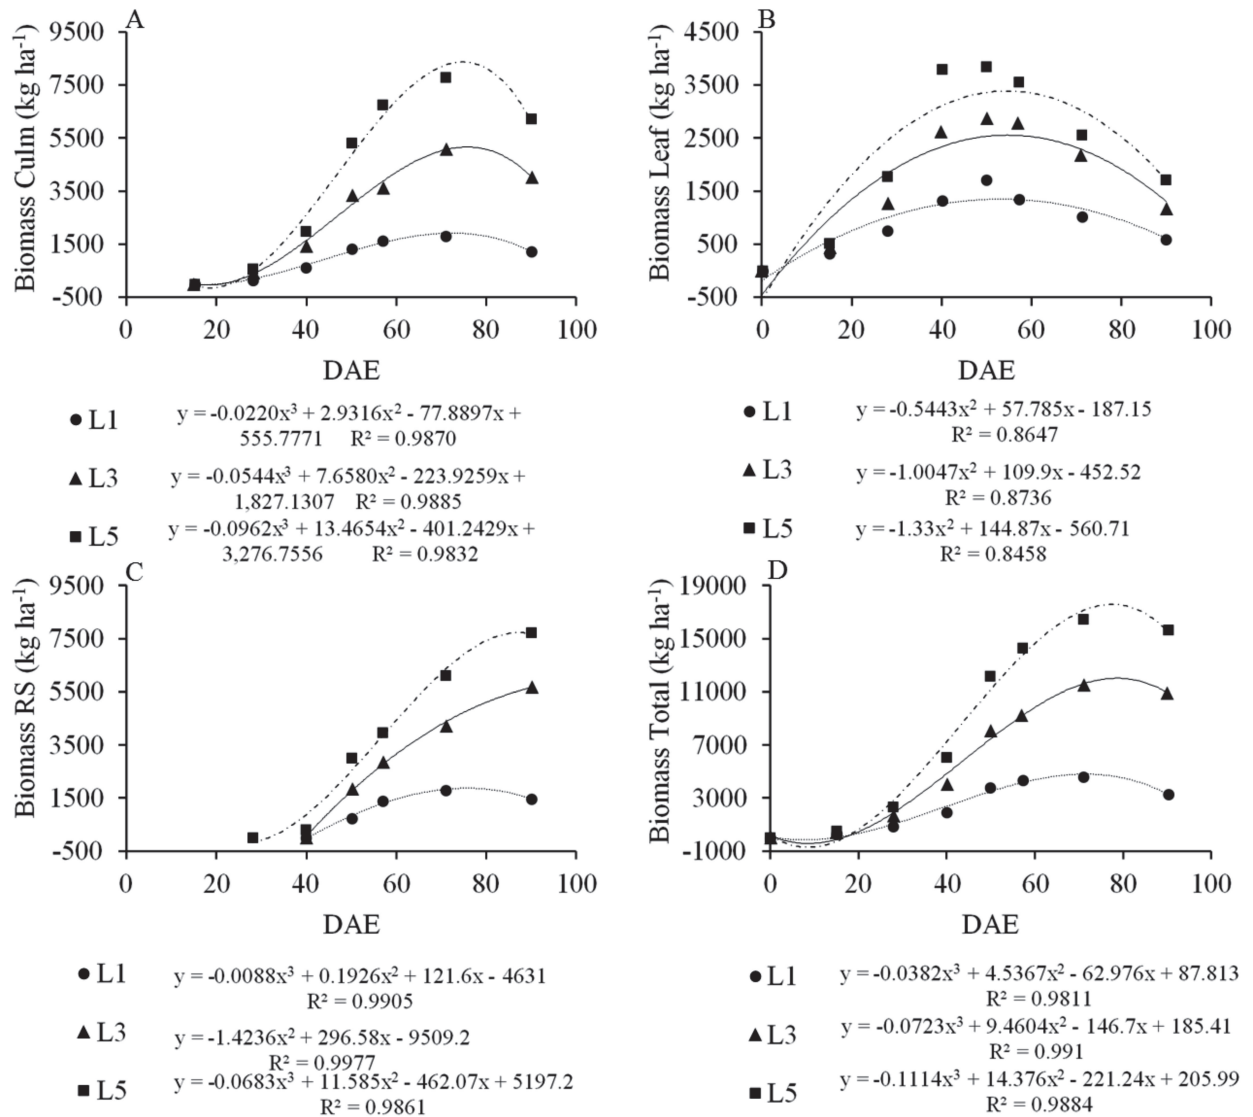 A
Biomass Culm (kg ha⁻¹)
9500
7500
5500
3500
1500
-500
0 20 40 60 80 100
DAE
L1 y = -0.0220x³ + 2.9316x² - 77.8897x +
555.7771 R² = 0.9870
L3 y = -0.0544x³ + 7.6580x² - 223.9259x +
1,827.1307 R² = 0.9885
L5 y = -0.0962x³ + 13.4654x² - 401.2429x +
3,276.7556 R² = 0.9832
B
Biomass Leaf (kg ha⁻¹)
4500
3500
2500
1500
500
-500
0 20 40 60 80 100
DAE
L1 y = -0.5443x² + 57.785x - 187.15
R² = 0.8647
L3 y = -1.0047x² + 109.9x - 452.52
R² = 0.8736
L5 y = -1.33x² + 144.87x - 560.71
R² = 0.8458
C
Biomass RS (kg ha⁻¹)
9500
7500
5500
3500
1500
-500
0 20 40 60 80 100
DAE
L1 y = -0.0088x³ + 0.1926x² + 121.6x - 4631
R² = 0.9905
L3 y = -1.4236x² + 296.58x - 9509.2
R² = 0.9977
L5 y = -0.0683x³ + 11.585x² - 462.07x + 5197.2
R² = 0.9861
D
Biomass Total (kg ha⁻¹)
19000
15000
11000
7000
3000
-1000
0 20 40 60 80 100
DAE
L1 y = -0.0382x³ + 4.5367x² - 62.976x + 87.813
R² = 0.9811
L3 y = -0.0723x³ + 9.4604x² - 146.7x + 185.41
R² = 0.991
L5 y = -0.1114x³ + 14.376x² - 221.24x + 205.99
R² = 0.9884